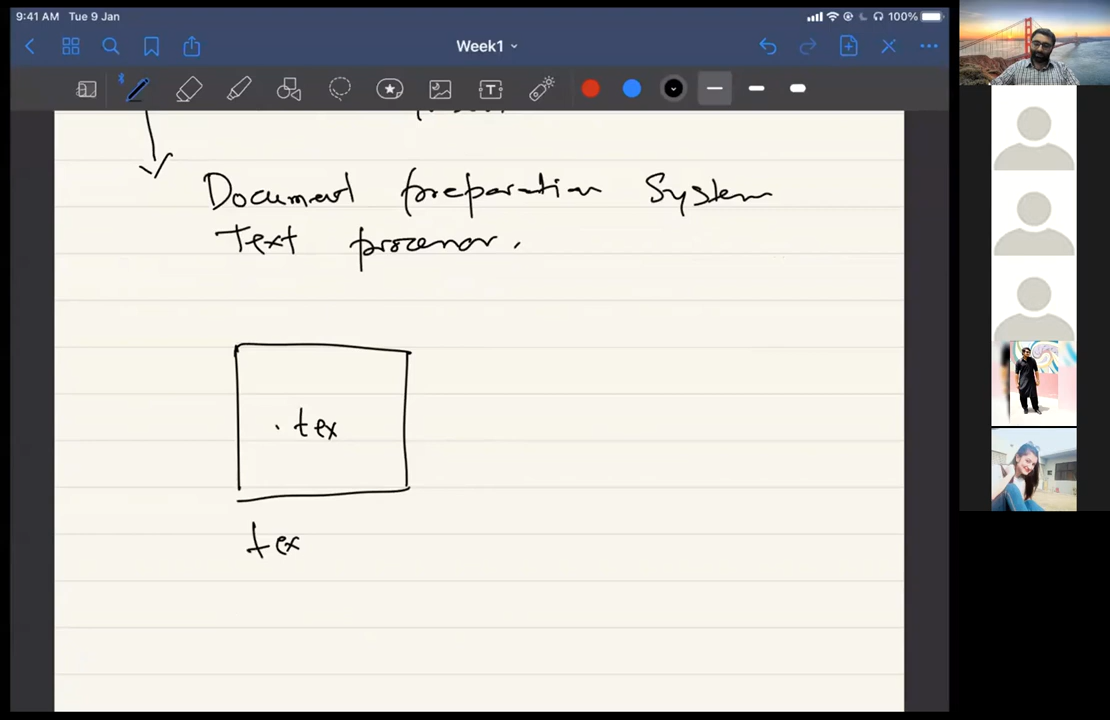 9:41 AM Tue 9 Jan 100%
Week1
T
Document preparation System
Text processor.
.tex
tex